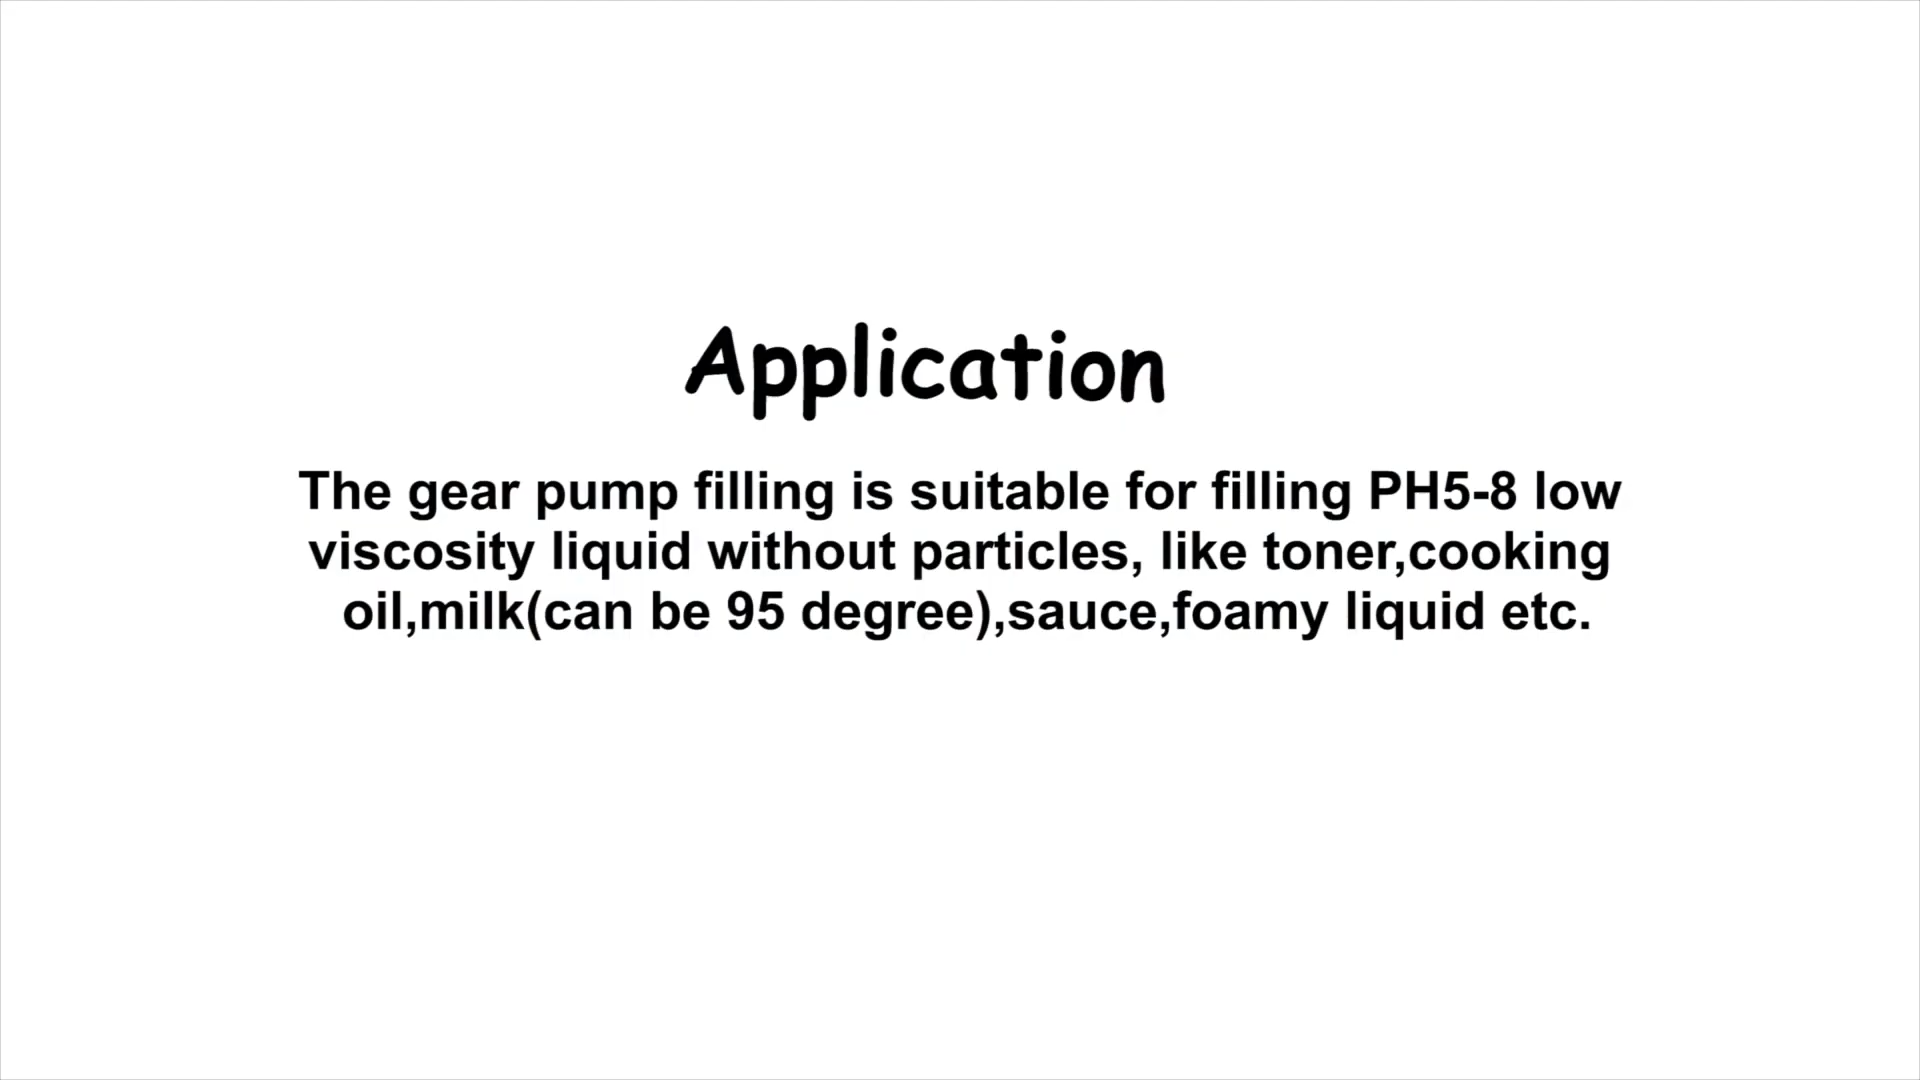 Application
The gear pump filling is suitable for filling PH5-8 low
viscosity liquid without particles, like toner,cooking
oil,milk(can be 95 degree),sauce,foamy liquid etc.